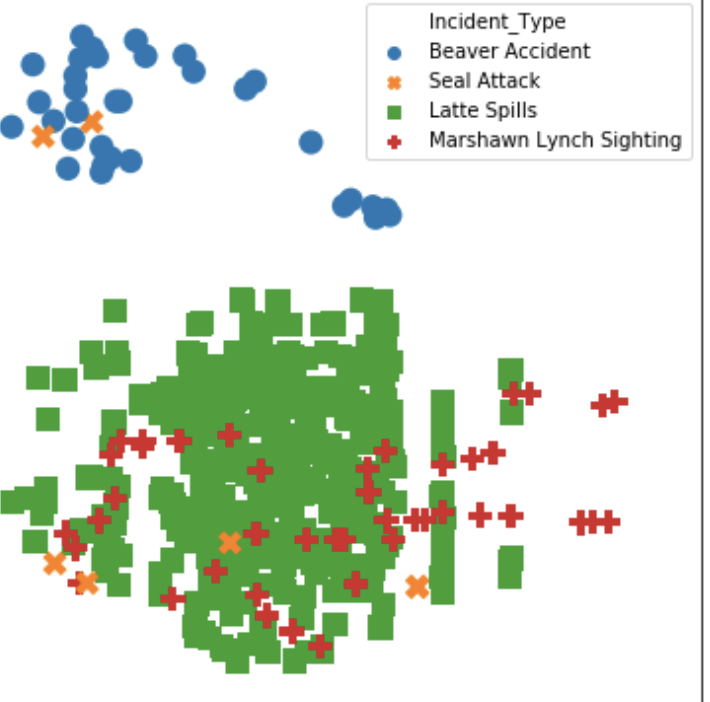 Incident_Type
Beaver Accident
Seal Attack
Latte Spills
Marshawn Lynch Sighting